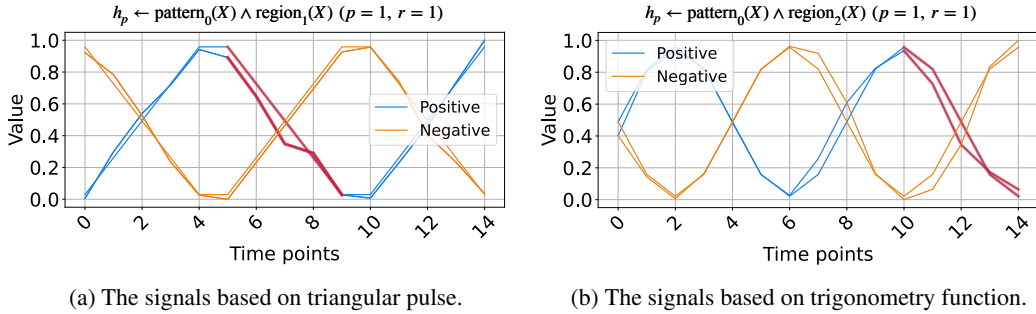 h_p ← pattern_0(X) ∧ region_1(X) (p = 1, r = 1)
1.0
0.8
0.6
0.4
0.2
0.0
Value
Positive
Negative
0 2 4 6 8 10 12 14
Time points
(a) The signals based on triangular pulse.
h_p ← pattern_0(X) ∧ region_2(X) (p = 1, r = 1)
1.0
0.8
0.6
0.4
0.2
0.0
Value
Positive
Negative
0 2 4 6 8 10 12 14
Time points
(b) The signals based on trigonometry function.